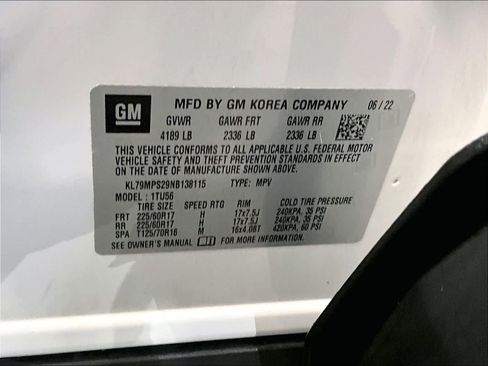 GM MFD BY GM KOREA COMPANY 06/22
GVWR GAWR FRT GAWR RR
4189 LB 2336 LB 2336 LB
THIS VEHICLE CONFORMS TO ALL APPLICABLE U.S. FEDERAL MOTOR
VEHICLE SAFETY AND THEFT PREVENTION STANDARDS IN EFFECT
ON THE DATE OF MANUFACTURE SHOWN ABOVE.
KL79MPS29NB138115 TYPE: MPV
MODEL : 1TU56
TIRE SIZE SPEED RTG RIM COLD TIRE PRESSURE
FRT 225/60R17 H 17x7.5J 240KPA, 35 PSI
RR 225/60R17 H 17x7.5J 240KPA, 35 PSI
SPA T125/70R16 M 16x4.0BT 420KPA, 60 PSI
SEE OWNER'S MANUAL FOR MORE INFORMATION.